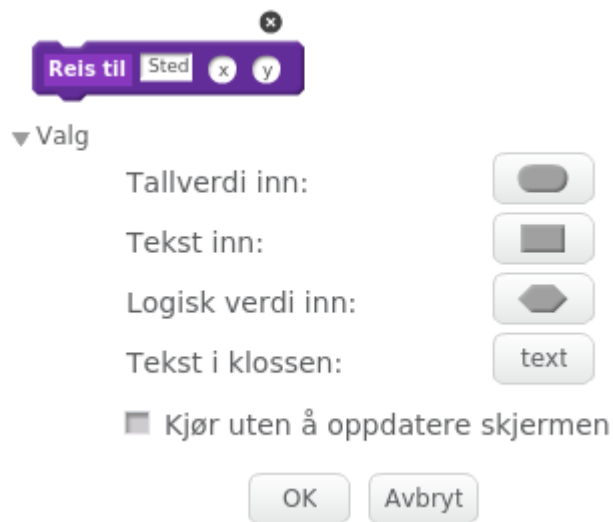 Reis til Sted x y
Valg
Tallverdi inn:
Tekst inn:
Logisk verdi inn:
Tekst i klossen: text
Kjør uten å oppdatere skjermen
OK Avbryt